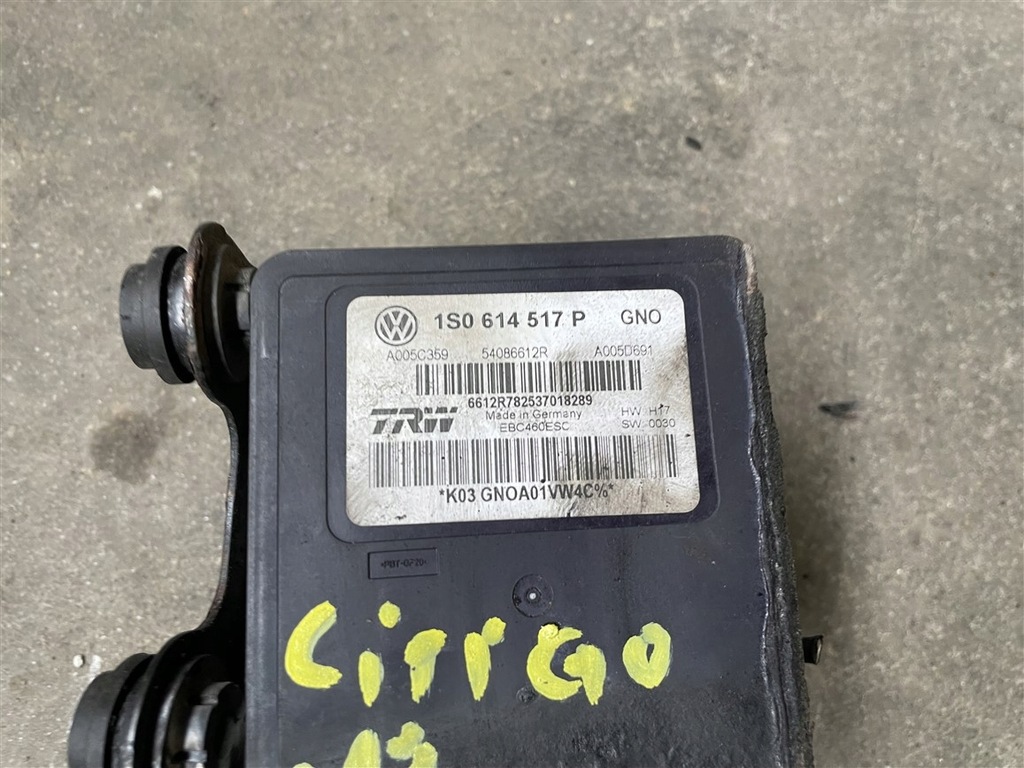 1S0 614 517 P GNO
A005C359 54086612R A005D691
6612R782537018289
TRW Made in Germany HW H17
EBC460ESC SW 0030
*K03 GNOA01VW4C%*
CiTiGO